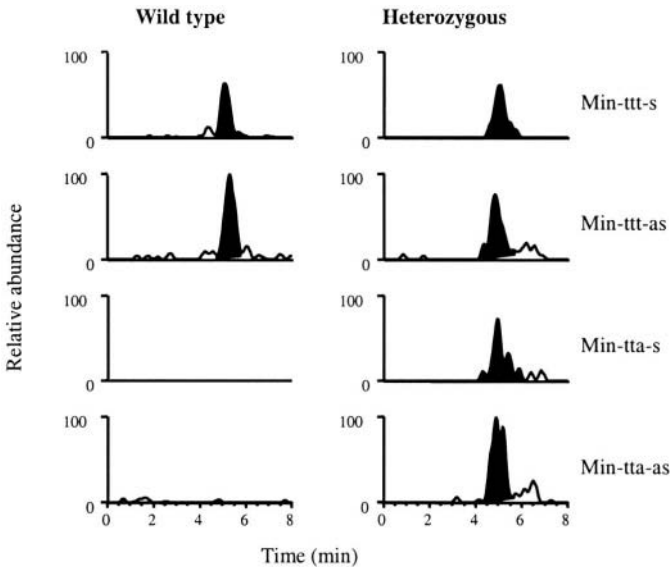 Wild type Heterozygous
100 100
Min-ttt-s
0 0
100 100
Min-ttt-as
0 0
Relative abundance
100 100
Min-tta-s
0 0
100 100
Min-tta-as
0 0
0 2 4 6 8 0 2 4 6 8
Time (min)